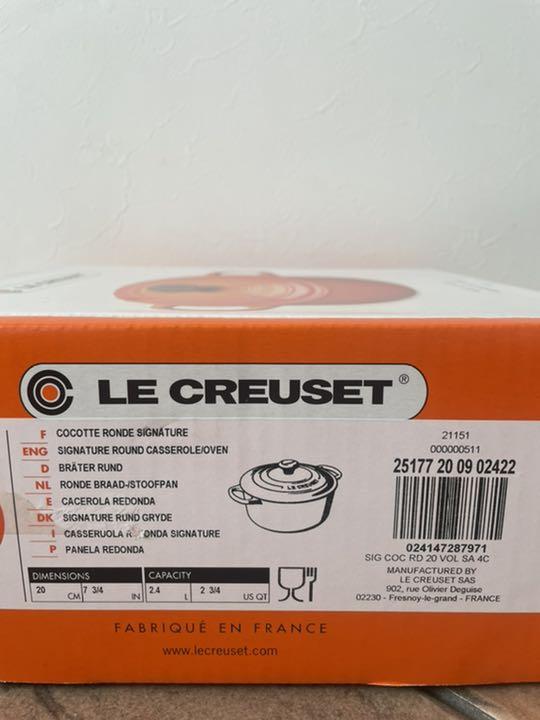 LE CREUSET®
F COCOTTE RONDE SIGNATURE
ENG SIGNATURE ROUND CASSEROLE/OVEN
D BRÄTER RUND
NL RONDE BRAAD-/STOOFPAN
E CACEROLA REDONDA
DK SIGNATURE RUND GRYDE
I CASSERUOLA ROTONDA SIGNATURE
P PANELA REDONDA
LE CREUSET
DIMENSIONS CAPACITY
20 CM 7 3/4 IN 2.4 L 2 3/4 US QT
21151
000000511
25177 20 09 02422
024147287971
SIG COC RD 20 VOL SA 4C
MANUFACTURED BY
LE CREUSET SAS
902, rue Olivier Deguise
02230 - Fresnoy-le-grand - FRANCE
FABRIQUÉ EN FRANCE
www.lecreuset.com